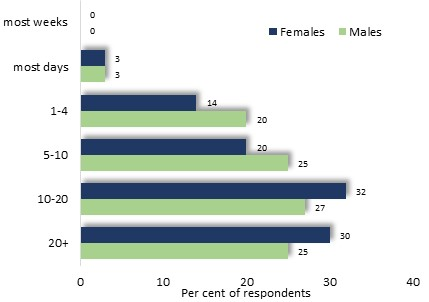 most weeks 0
0
Females Males
most days 3
3
1-4 14
20
5-10 20
25
10-20 32
27
20+ 30
25
0 10 20 30 40
Per cent of respondents